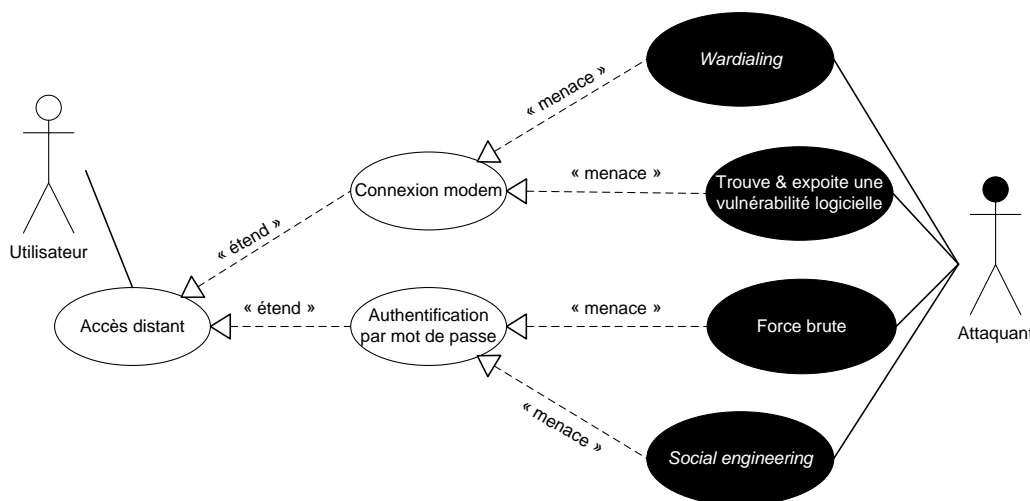 Wardialing
« menace »
Connexion modem
« menace »
Trouve & expoite une
vulnérabilité logicielle
Utilisateur
« étend »
Accès distant
« étend »
Authentification
par mot de passe
« menace »
Force brute
Attaquant
« menace »
Social engineering